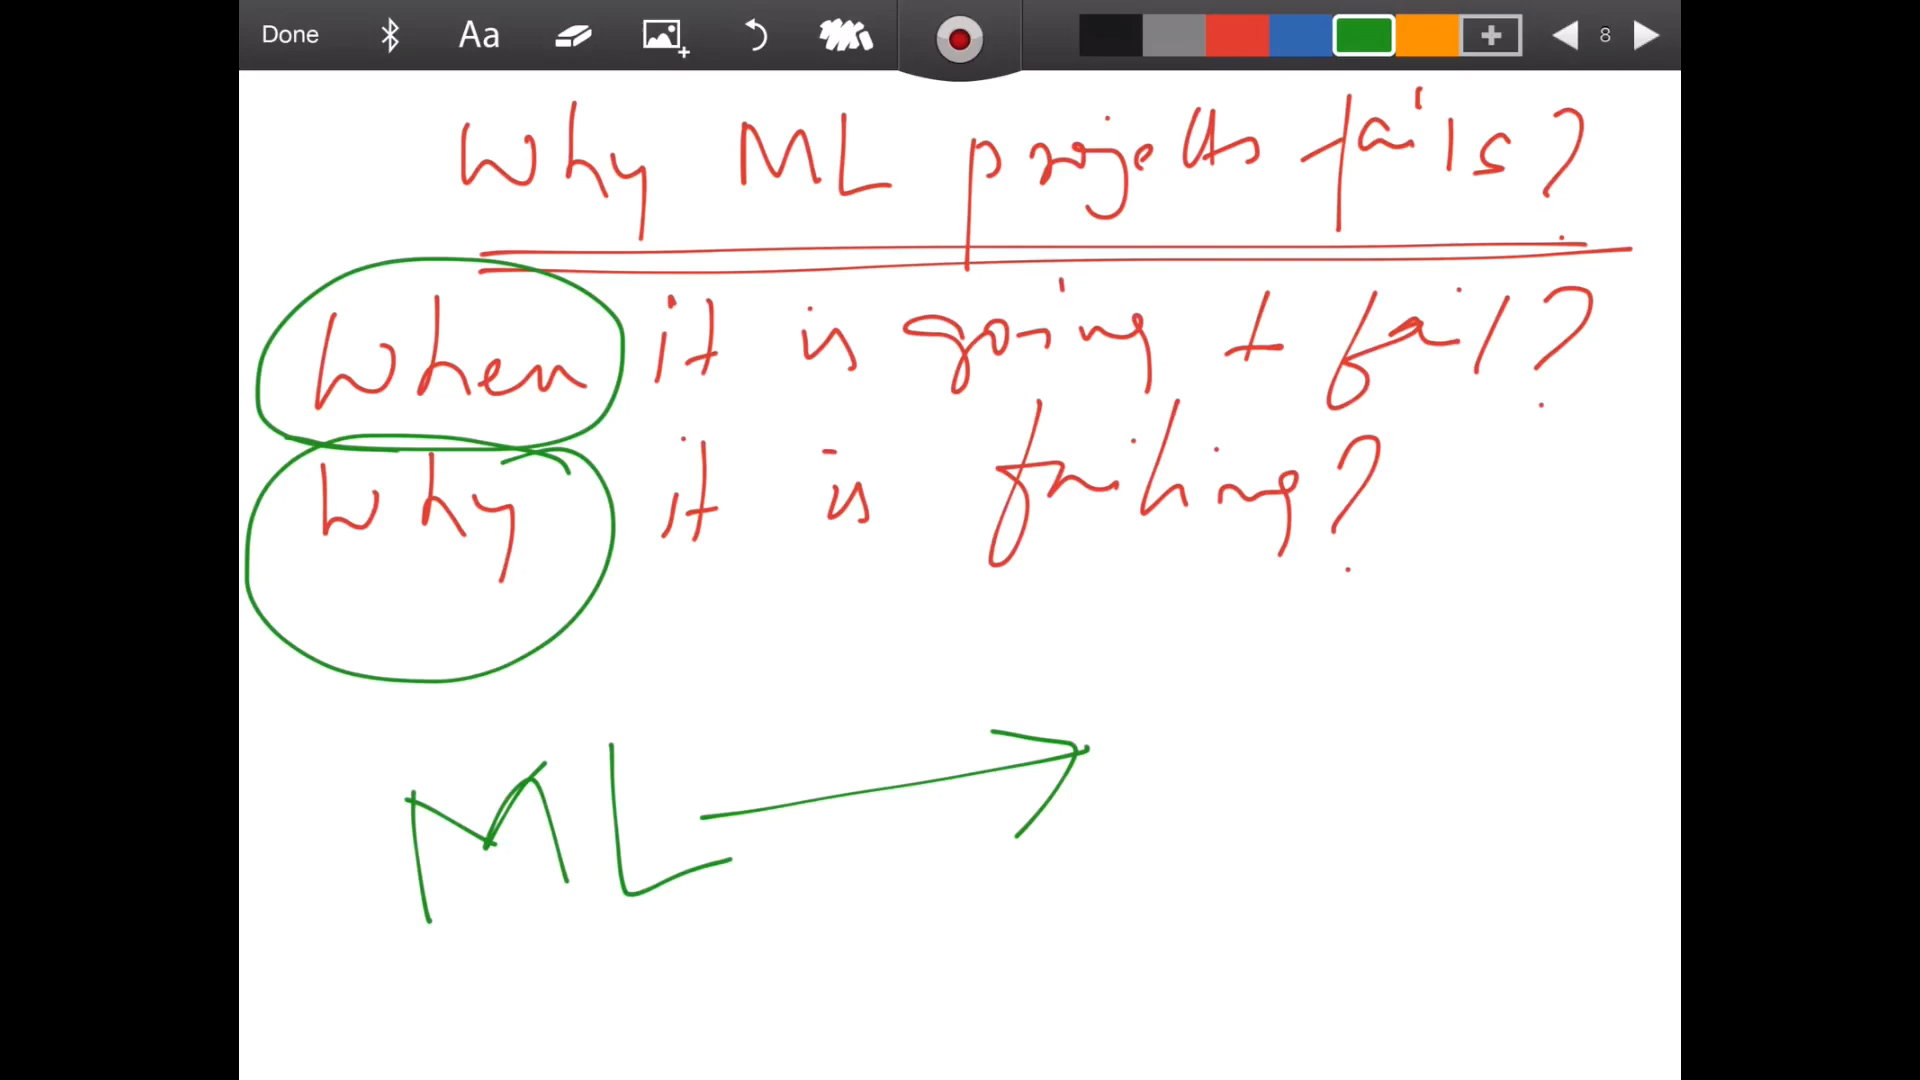 Done Aa 8
Why ML projects fails?
When it is going to fail?
Why it is failing?
ML